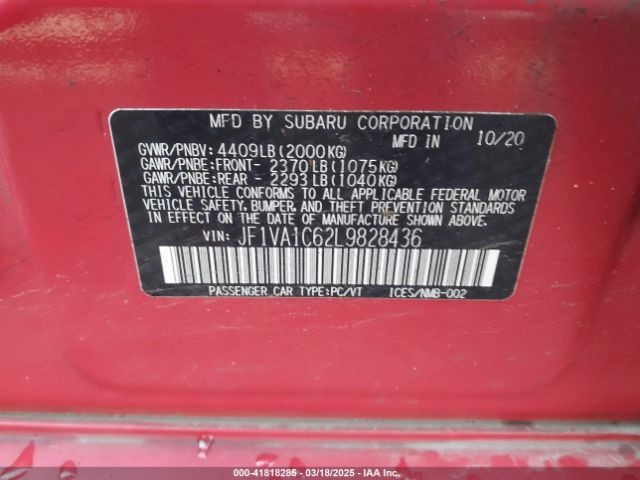 MFD BY SUBARU CORPORATION
MFD IN 10/20
GVWR/PNBV: 4409LB(2000KG)
GAWR/PNBE:FRONT- 2370LB(1075KG)
GAWR/PNBE:REAR - 2293LB(1040KG)
THIS VEHICLE CONFORMS TO ALL APPLICABLE FEDERAL MOTOR
VEHICLE SAFETY, BUMPER, AND THEFT PREVENTION STANDARDS
IN EFFECT ON THE DATE OF MANUFACTURE SHOWN ABOVE.
VIN: JF1VA1C62L9828436
PASSENGER CAR TYPE:PC/VT ICES/NMB-002
000-41818285 - 03/18/2025 - IAA Inc.